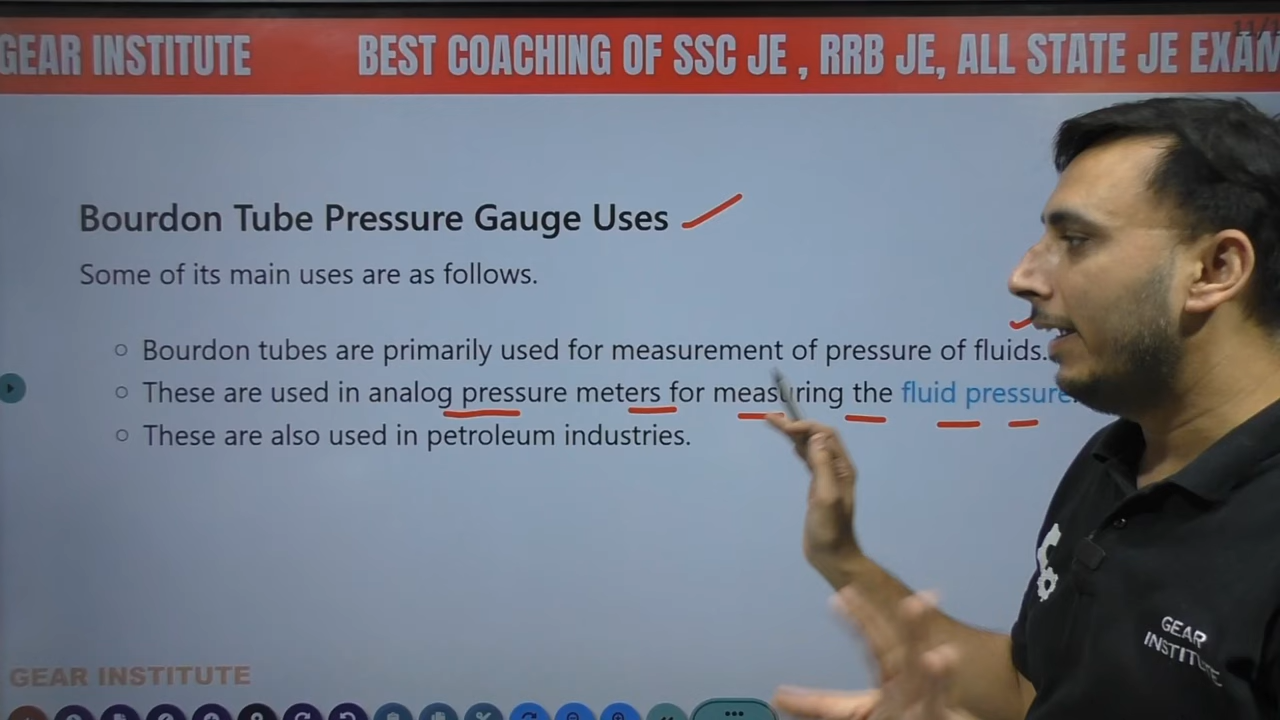 GEAR INSTITUTE BEST COACHING OF SSC JE , RRB JE, ALL STATE JE EXAM
Bourdon Tube Pressure Gauge Uses
Some of its main uses are as follows.
Bourdon tubes are primarily used for measurement of pressure of fluids.
These are used in analog pressure meters for measuring the fluid pressure.
These are also used in petroleum industries.
GEAR
INSTITUTE
GEAR INSTITUTE